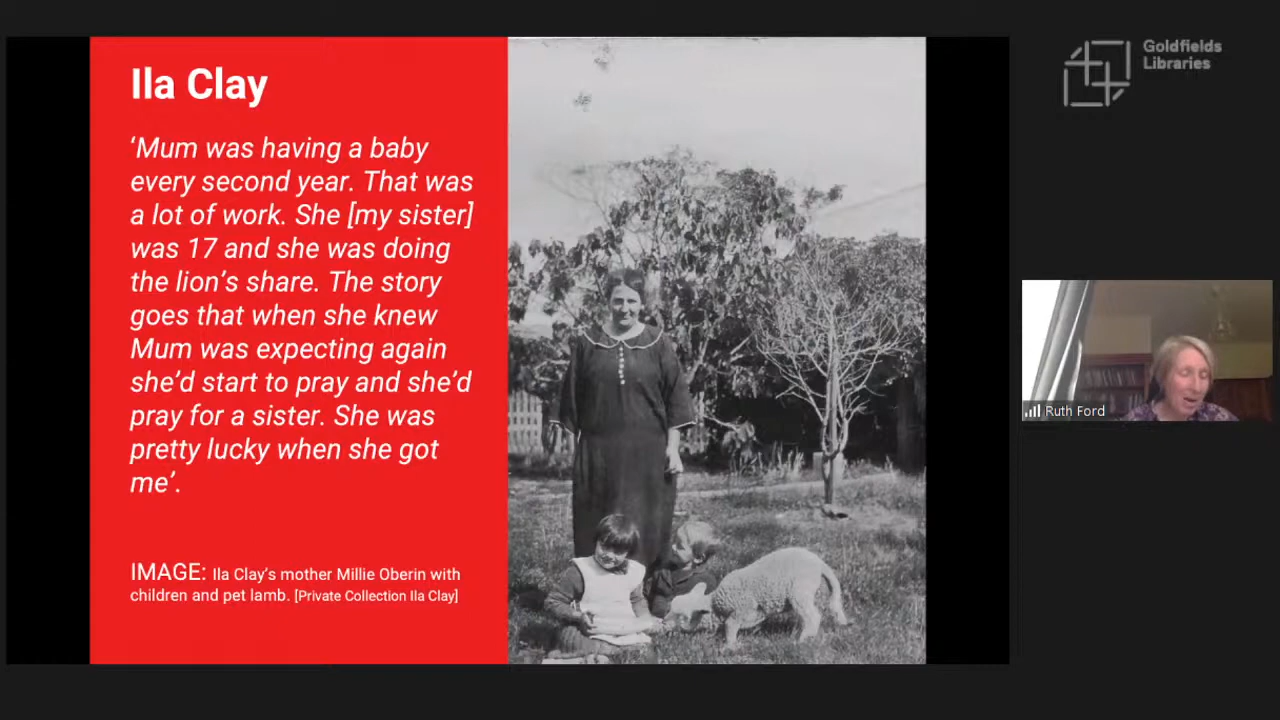 Ila Clay
‘Mum was having a baby
every second year. That was
a lot of work. She [my sister]
was 17 and she was doing
the lion’s share. The story
goes that when she knew
Mum was expecting again
she’d start to pray and she’d
pray for a sister. She was
pretty lucky when she got
me’.
IMAGE: Ila Clay’s mother Millie Oberin with
children and pet lamb. [Private Collection Ila Clay]
Goldfields
Libraries
Ruth Ford